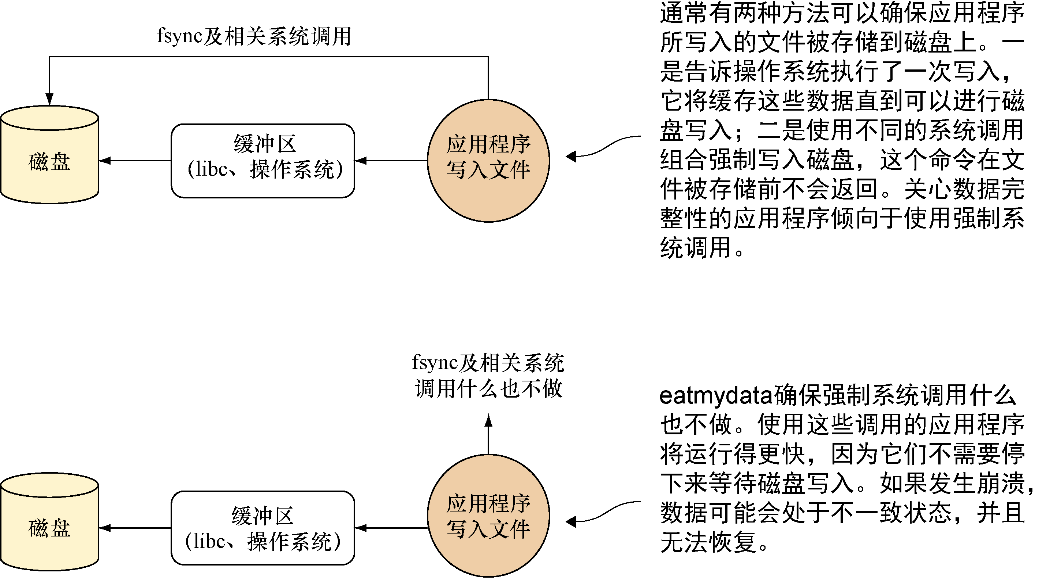 fsync及相关系统调用
磁盘
缓冲区
(libc、操作系统)
应用程序
写入文件
通常有两种方法可以确保应用程序
所写入的文件被存储到磁盘上。一
是告诉操作系统执行了一次写入，
它将缓存这些数据直到可以进行磁
盘写入；二是使用不同的系统调用
组合强制写入磁盘，这个命令在文
件被存储前不会返回。关心数据完
整性的应用程序倾向于使用强制系
统调用。
fsync及相关系统
调用什么也不做
磁盘
缓冲区
(libc、操作系统)
应用程序
写入文件
eatmydata确保强制系统调用什么
也不做。使用这些调用的应用程序
将运行得更快，因为它们不需要停
下来等待磁盘写入。如果发生崩溃，
数据可能会处于不一致状态，并且
无法恢复。